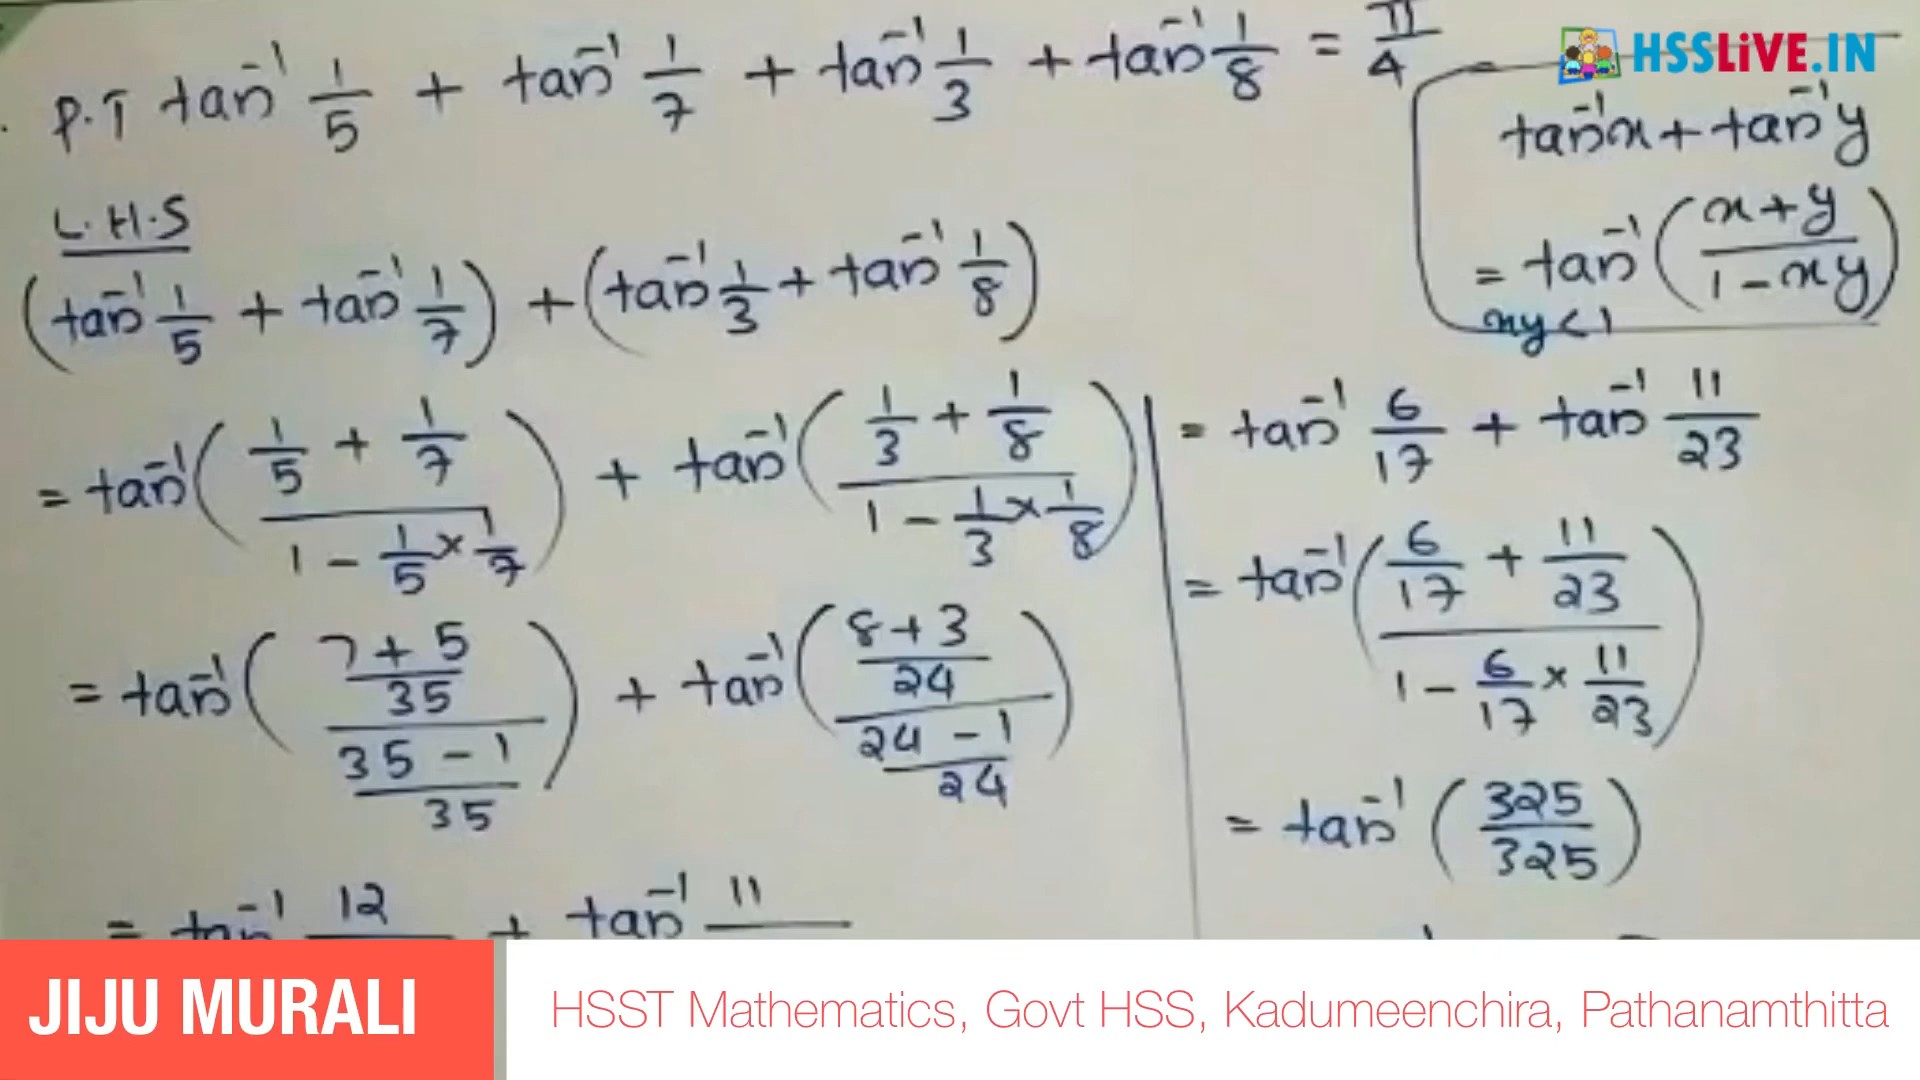 P.T tan⁻¹ 1/5 + tan⁻¹ 1/7 + tan⁻¹ 1/3 + tan⁻¹ 1/8 = π/4
HSSLiVE.IN
tan⁻¹x + tan⁻¹y
= tan⁻¹((x+y)/(1-xy))
xy<1
L.H.S
(tan⁻¹ 1/5 + tan⁻¹ 1/7) + (tan⁻¹ 1/3 + tan⁻¹ 1/8)
= tan⁻¹((1/5 + 1/7)/(1 - 1/5 × 1/7)) + tan⁻¹((1/3 + 1/8)/(1 - 1/3 × 1/8))
= tan⁻¹(((7+5)/35)/((35-1)/35)) + tan⁻¹(((8+3)/24)/((24-1)/24))
= tan⁻¹ 12 + tan⁻¹ 11
= tan⁻¹ 6/17 + tan⁻¹ 11/23
= tan⁻¹((6/17 + 11/23)/(1 - 6/17 × 11/23))
= tan⁻¹(325/325)
JIJU MURALI
HSST Mathematics, Govt HSS, Kadumeenchira, Pathanamthitta